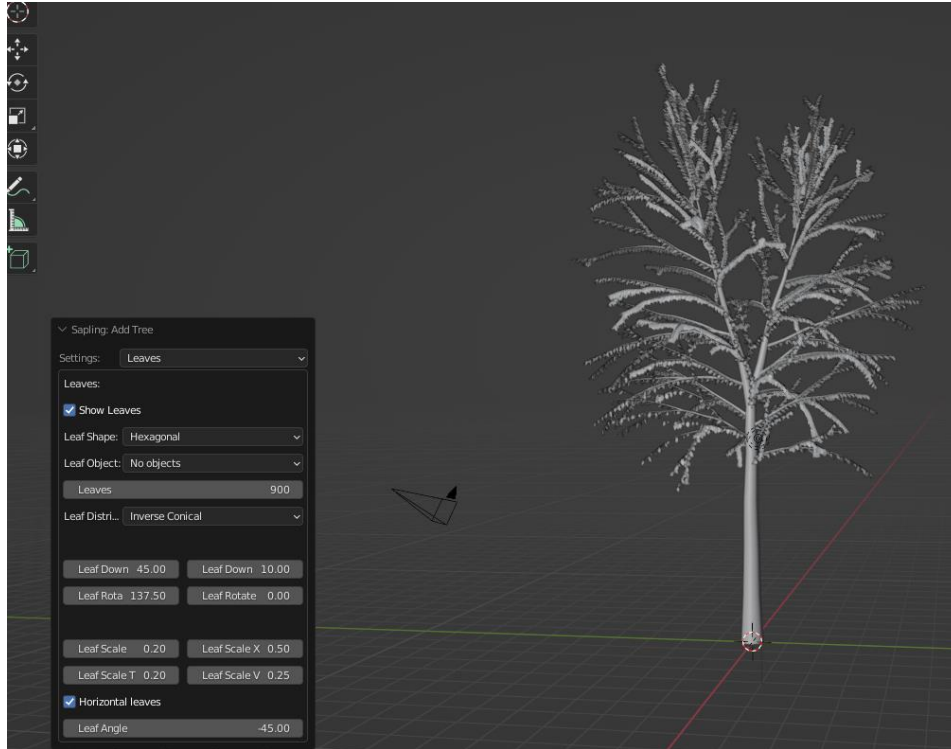 Sapling: Add Tree
Settings: Leaves
Leaves:
Show Leaves
Leaf Shape: Hexagonal
Leaf Object: No objects
Leaves 900
Leaf Distri... Inverse Conical
Leaf Down 45.00 Leaf Down 10.00
Leaf Rota 137.50 Leaf Rotate 0.00
Leaf Scale 0.20 Leaf Scale X 0.50
Leaf Scale T 0.20 Leaf Scale V 0.25
Horizontal leaves
Leaf Angle -45.00